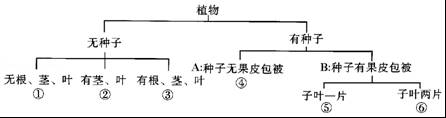 植物
无种子 有种子
A:种子无果皮包被 B:种子有果皮包被
无根、茎、叶 有茎、叶 有根、茎、叶 ④
① ② ③ 子叶一片 子叶两片
⑤ ⑥